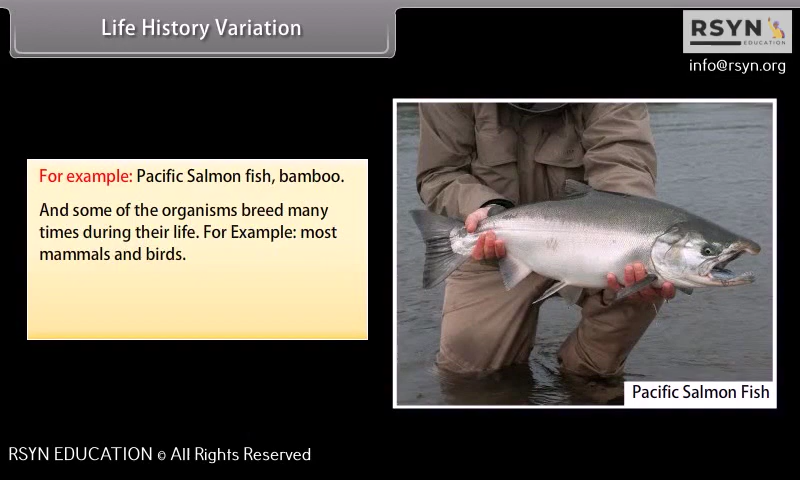 Life History Variation
RSYN
EDUCATION
info@rsyn.org
For example: Pacific Salmon fish, bamboo.
And some of the organisms breed many
times during their life. For Example: most
mammals and birds.
Pacific Salmon Fish
RSYN EDUCATION © All Rights Reserved